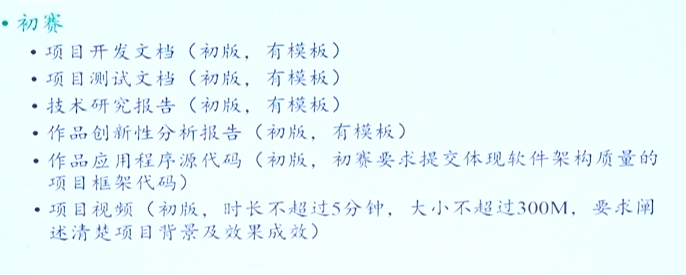 • 初赛
• 项目开发文档（初版，有模板）
• 项目测试文档（初版，有模板）
• 技术研究报告（初版，有模板）
• 作品创新性分析报告（初版，有模板）
• 作品应用程序源代码（初版，初赛要求提交体现软件架构质量的
项目框架代码）
• 项目视频（初版，时长不超过5分钟，大小不超过300M，要求阐
述清楚项目背景及效果成效）